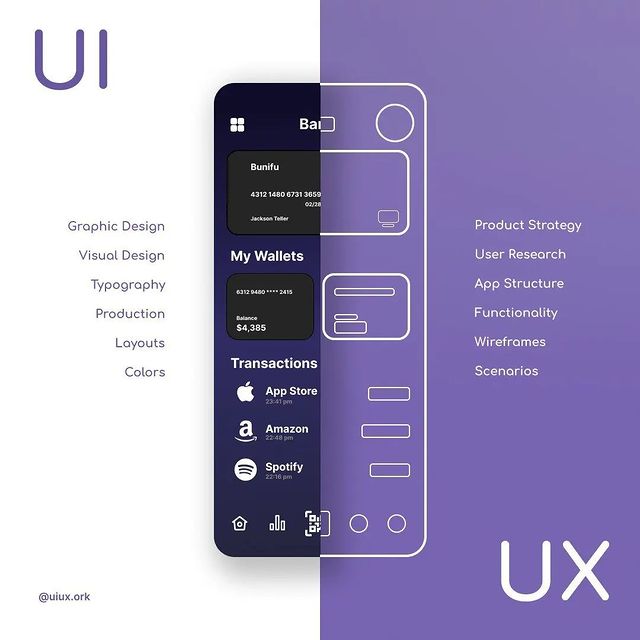 UI
Graphic Design
Visual Design
Typography
Production
Layouts
Colors
@uiux.ork
Ba
Bunifu
4312 1480 6731 3659
02/28
Jackson Teller
My Wallets
6312 9480 **** 2415
Balance
$4,385
Transactions
App Store
23:41 pm
Amazon
22:48 pm
Spotify
22:16 pm
Product Strategy
User Research
App Structure
Functionality
Wireframes
Scenarios
UX